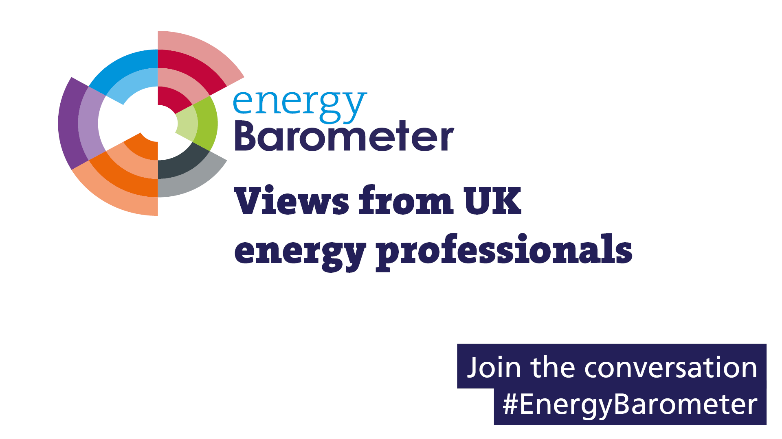 energy
Barometer
Views from UK
energy professionals
Join the conversation
#EnergyBarometer